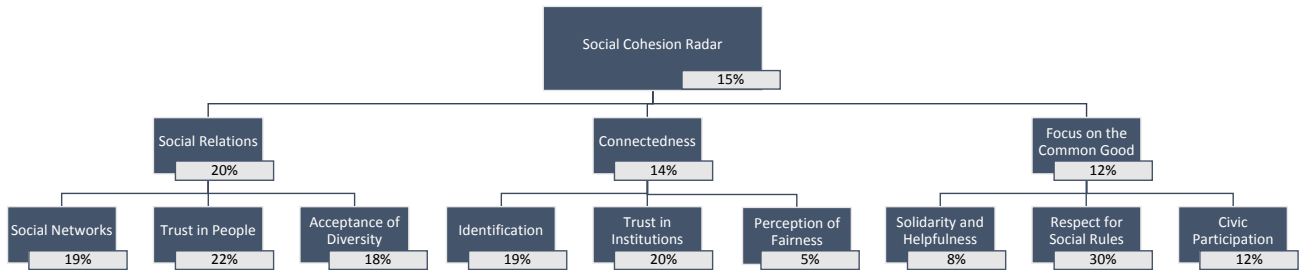 Social Cohesion Radar
15%
Social Relations
20%
Connectedness
14%
Focus on the
Common Good
12%
Social Networks
19%
Trust in People
22%
Acceptance of
Diversity
18%
Identification
19%
Trust in
Institutions
20%
Perception of
Fairness
5%
Solidarity and
Helpfulness
8%
Respect for
Social Rules
30%
Civic
Participation
12%